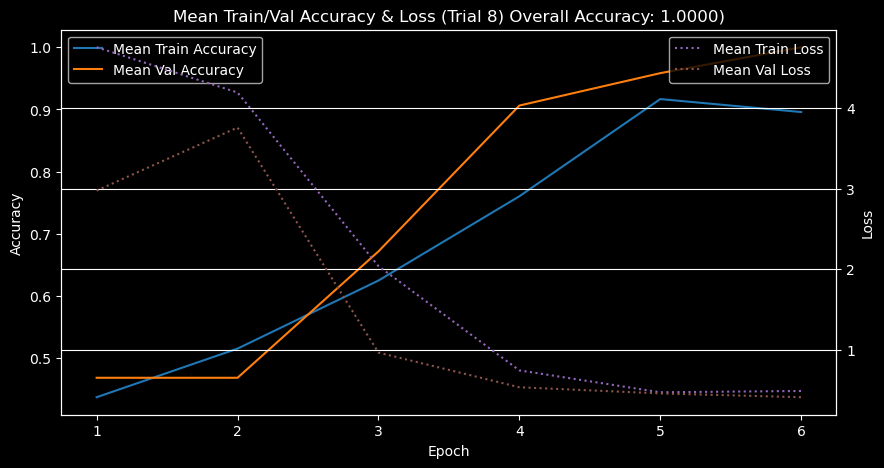 Mean Train/Val Accuracy & Loss (Trial 8) Overall Accuracy: 1.0000)
Mean Train Accuracy
Mean Val Accuracy
Mean Train Loss
Mean Val Loss
Accuracy
1.0
0.9
0.8
0.7
0.6
0.5
Loss
4
3
2
1
1 2 3 4 5 6
Epoch